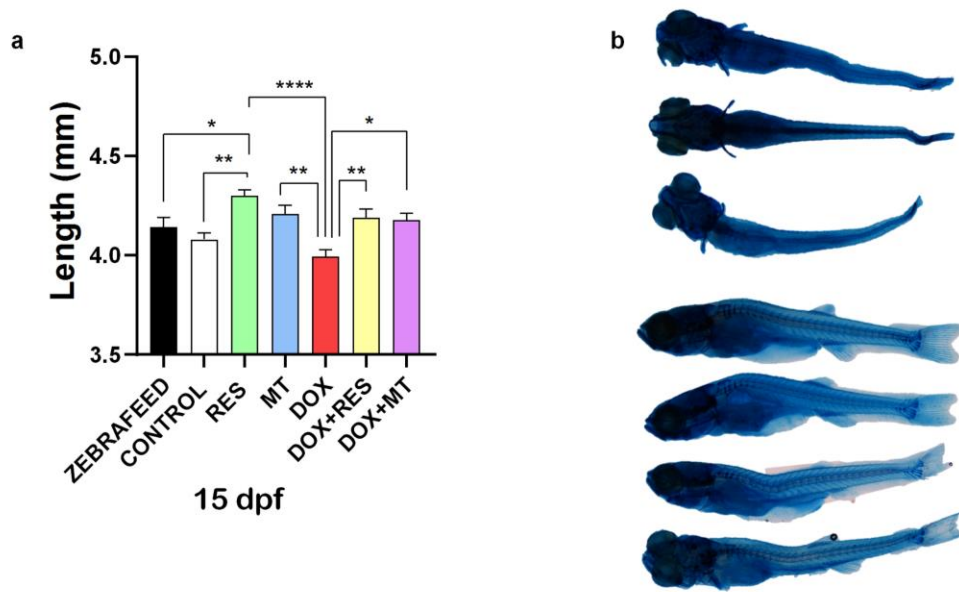 a
b
Length (mm)
5.0
4.5
4.0
3.5
****
*
*
**
**
**
ZEBRAFEED
CONTROL
RES
MT
DOX
DOX+RES
DOX+MT
15 dpf